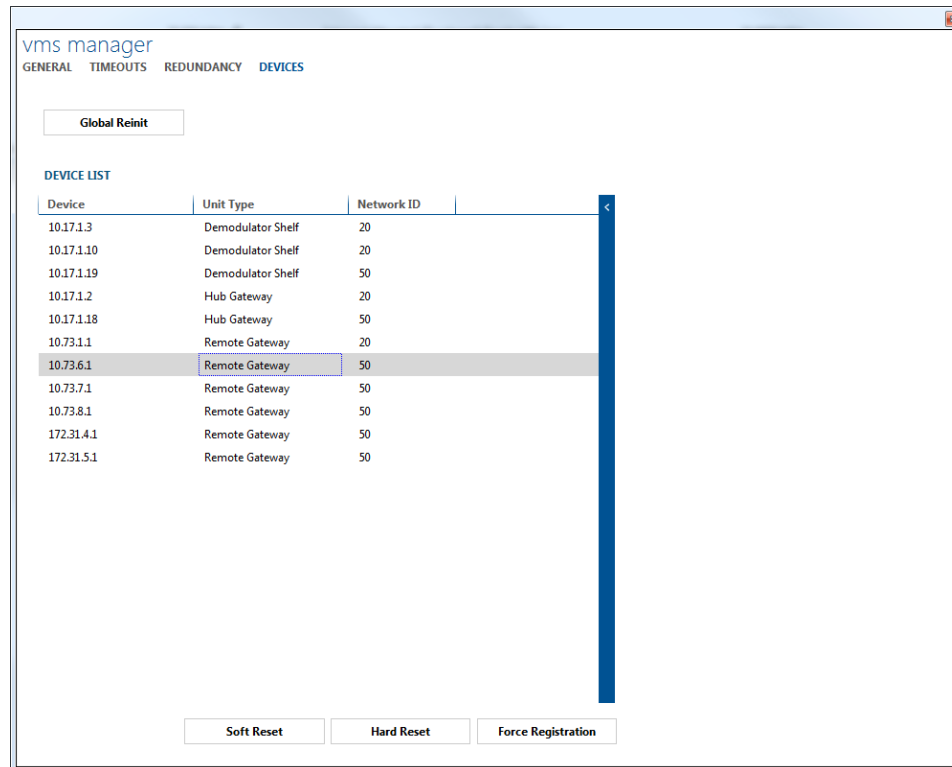 vms manager
GENERAL TIMEOUTS REDUNDANCY DEVICES
Global Reinit
DEVICE LIST
Device Unit Type Network ID
10.17.1.3 Demodulator Shelf 20
10.17.1.10 Demodulator Shelf 20
10.17.1.19 Demodulator Shelf 50
10.17.1.2 Hub Gateway 20
10.17.1.18 Hub Gateway 50
10.73.1.1 Remote Gateway 20
10.73.6.1 Remote Gateway 50
10.73.7.1 Remote Gateway 50
10.73.8.1 Remote Gateway 50
172.31.4.1 Remote Gateway 50
172.31.5.1 Remote Gateway 50
Soft Reset Hard Reset Force Registration